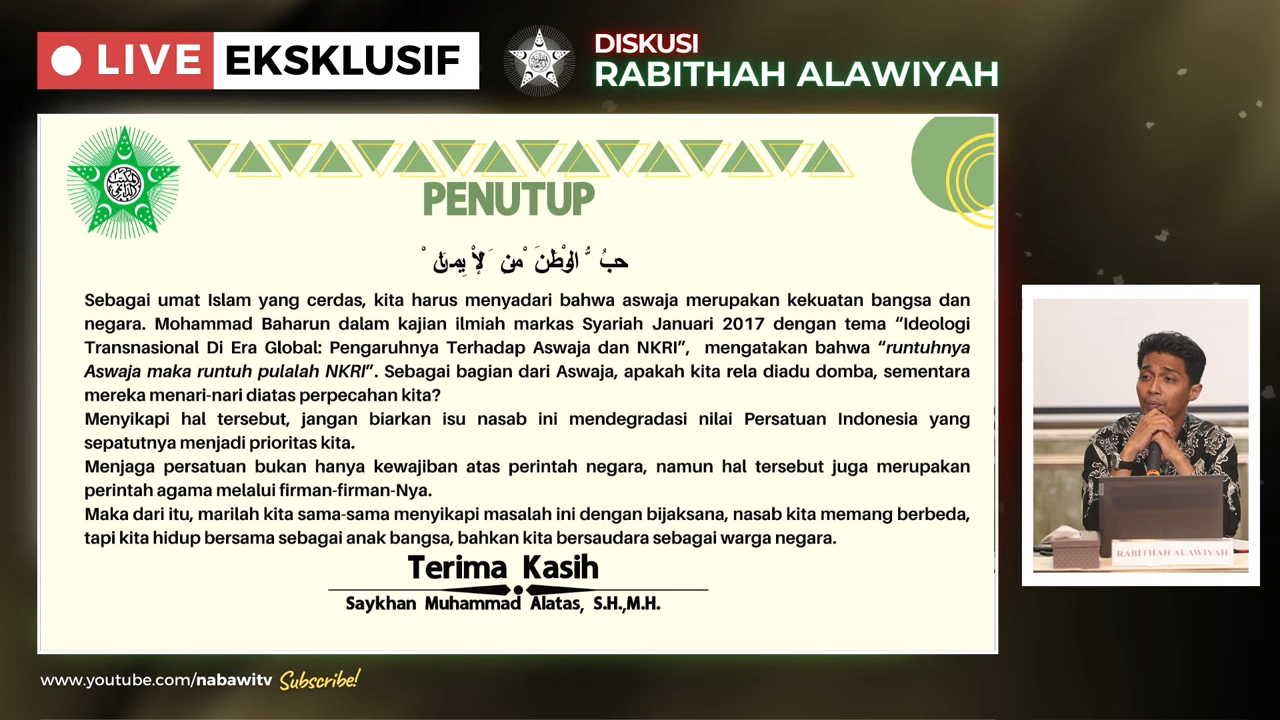 LIVE EKSKLUSIF
DISKUSI
RABITHAH ALAWIYAH
PENUTUP
حبُ ّ الوْطَنَ ْمن َ لإْ يِمـَانَ ْ
Sebagai umat Islam yang cerdas, kita harus menyadari bahwa aswaja merupakan kekuatan bangsa dan
negara. Mohammad Baharun dalam kajian ilmiah markas Syariah Januari 2017 dengan tema “Ideologi
Transnasional Di Era Global: Pengaruhnya Terhadap Aswaja dan NKRI”, mengatakan bahwa “runtuhnya
Aswaja maka runtuh pulalah NKRI”. Sebagai bagian dari Aswaja, apakah kita rela diadu domba, sementara
mereka menari-nari diatas perpecahan kita?
Menyikapi hal tersebut, jangan biarkan isu nasab ini mendegradasi nilai Persatuan Indonesia yang
sepatutnya menjadi prioritas kita.
Menjaga persatuan bukan hanya kewajiban atas perintah negara, namun hal tersebut juga merupakan
perintah agama melalui firman-firman-Nya.
Maka dari itu, marilah kita sama-sama menyikapi masalah ini dengan bijaksana, nasab kita memang berbeda,
tapi kita hidup bersama sebagai anak bangsa, bahkan kita bersaudara sebagai warga negara.
Terima Kasih
Saykhan Muhammad Alatas, S.H.,M.H.
RABITHAH ALAWIYAH
www.youtube.com/nabawitv Subscribe!